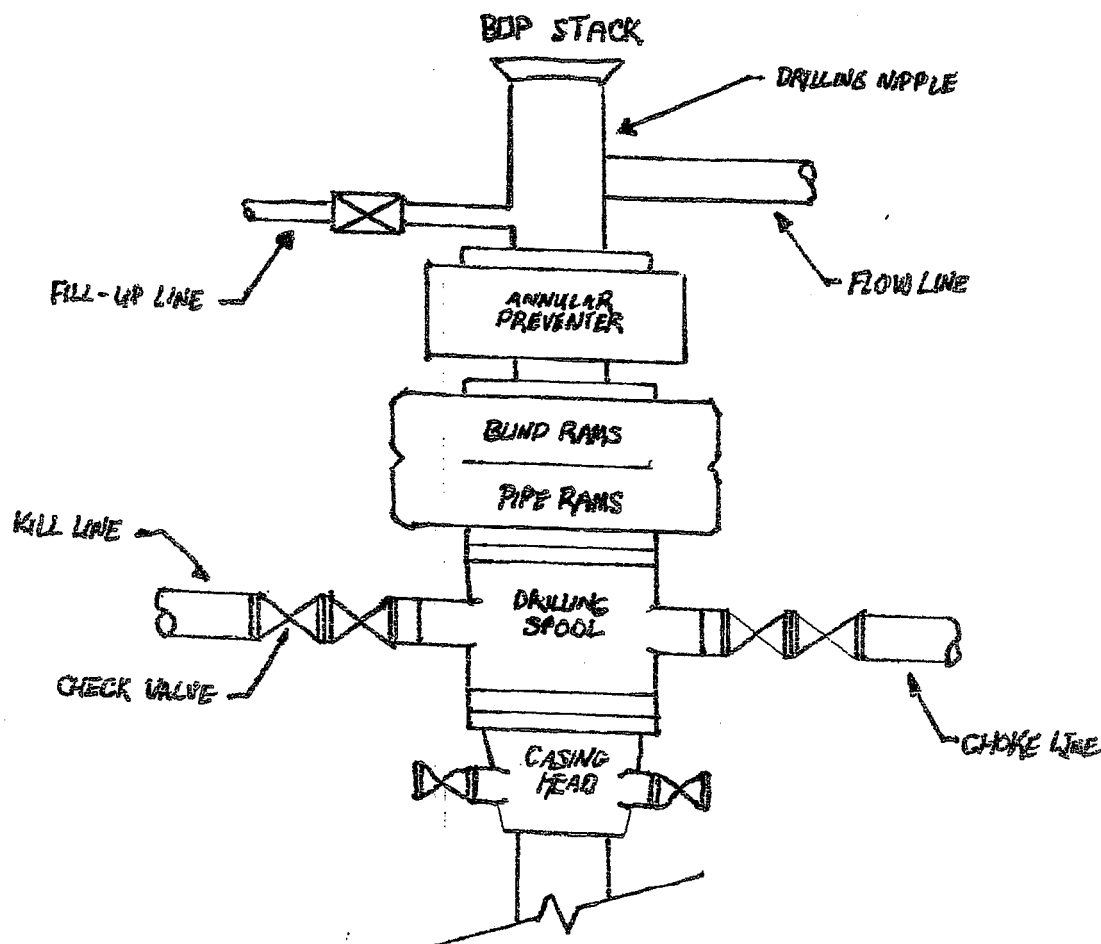 BOP STACK
DRILLING NIPPLE
FILL-UP LINE
FLOW LINE
ANNULAR
PREVENTER
BLIND RAMS
PIPE RAMS
KILL LINE
DRILLING
SPOOL
CHECK VALVE
CHOKE LINE
CASING
HEAD